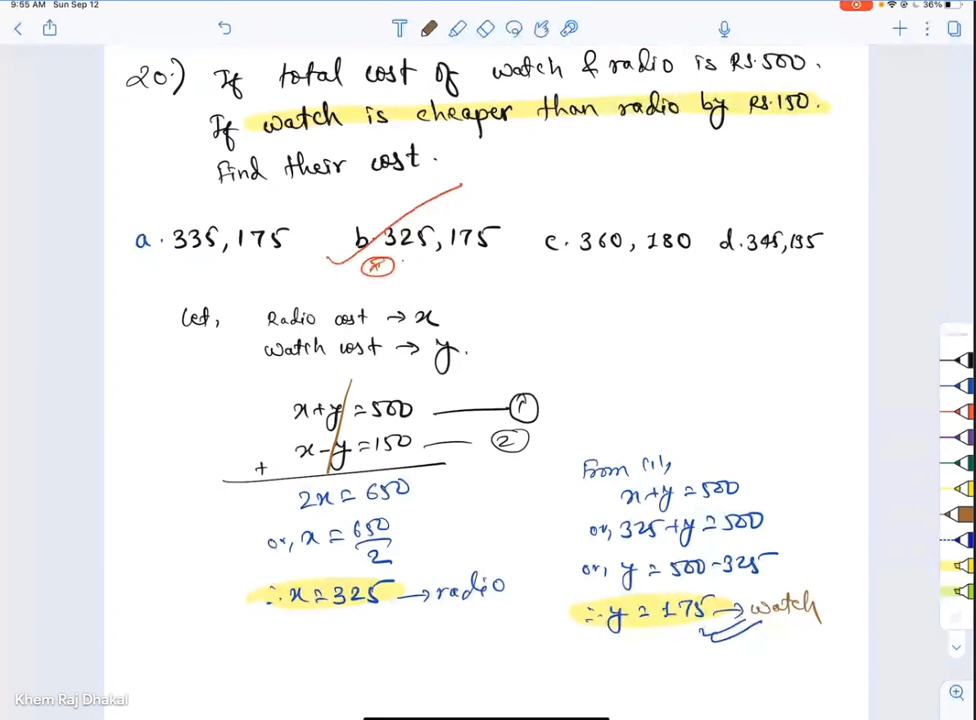 9:55 AM Sun Sep 12
36%
20.) If total cost of watch & radio is RS.500.
If watch is cheaper than radio by RS.150.
Find their cost.
a. 335,175 b. 325,175 c. 360,180 d. 345,135
Let, Radio cost → x
Watch cost → y.
x+y = 500 ① 
x-y = 150 ②
+
2x = 650
or, x = 650/2
∴ x = 325 → radio
From (1),
x+y = 500
or, 325+y = 500
or, y = 500-325
∴ y = 175 → watch
Khem Raj Dhakal